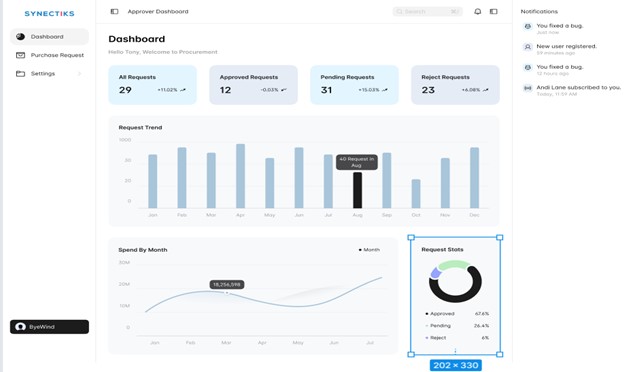 SYNECTIKS
Dashboard
Purchase Request
Settings
ByeWind
Approver Dashboard
Search
Dashboard
Hello Tony, Welcome to Procurement
All Requests
29 +11.02%
Approved Requests
12 -0.03%
Pending Requests
31 +15.03%
Reject Requests
23 +6.08%
Request Trend
1000
30
20
0
40 Request In
Aug
Jan Feb Mar Apr May Jun Jul Aug Sep Oct Nov Dec
Spend By Month
Month
30M
20M
10M
0
18,256,598
Jan Feb Mar Apr May Jun Jul
Request Stats
Approved 67.6%
Pending 26.4%
Reject 6%
202 × 330
Notifications
You fixed a bug.
Just now
New user registered.
59 minutes ago
You fixed a bug.
12 hours ago
Andi Lane subscribed to you.
Today, 11:59 AM